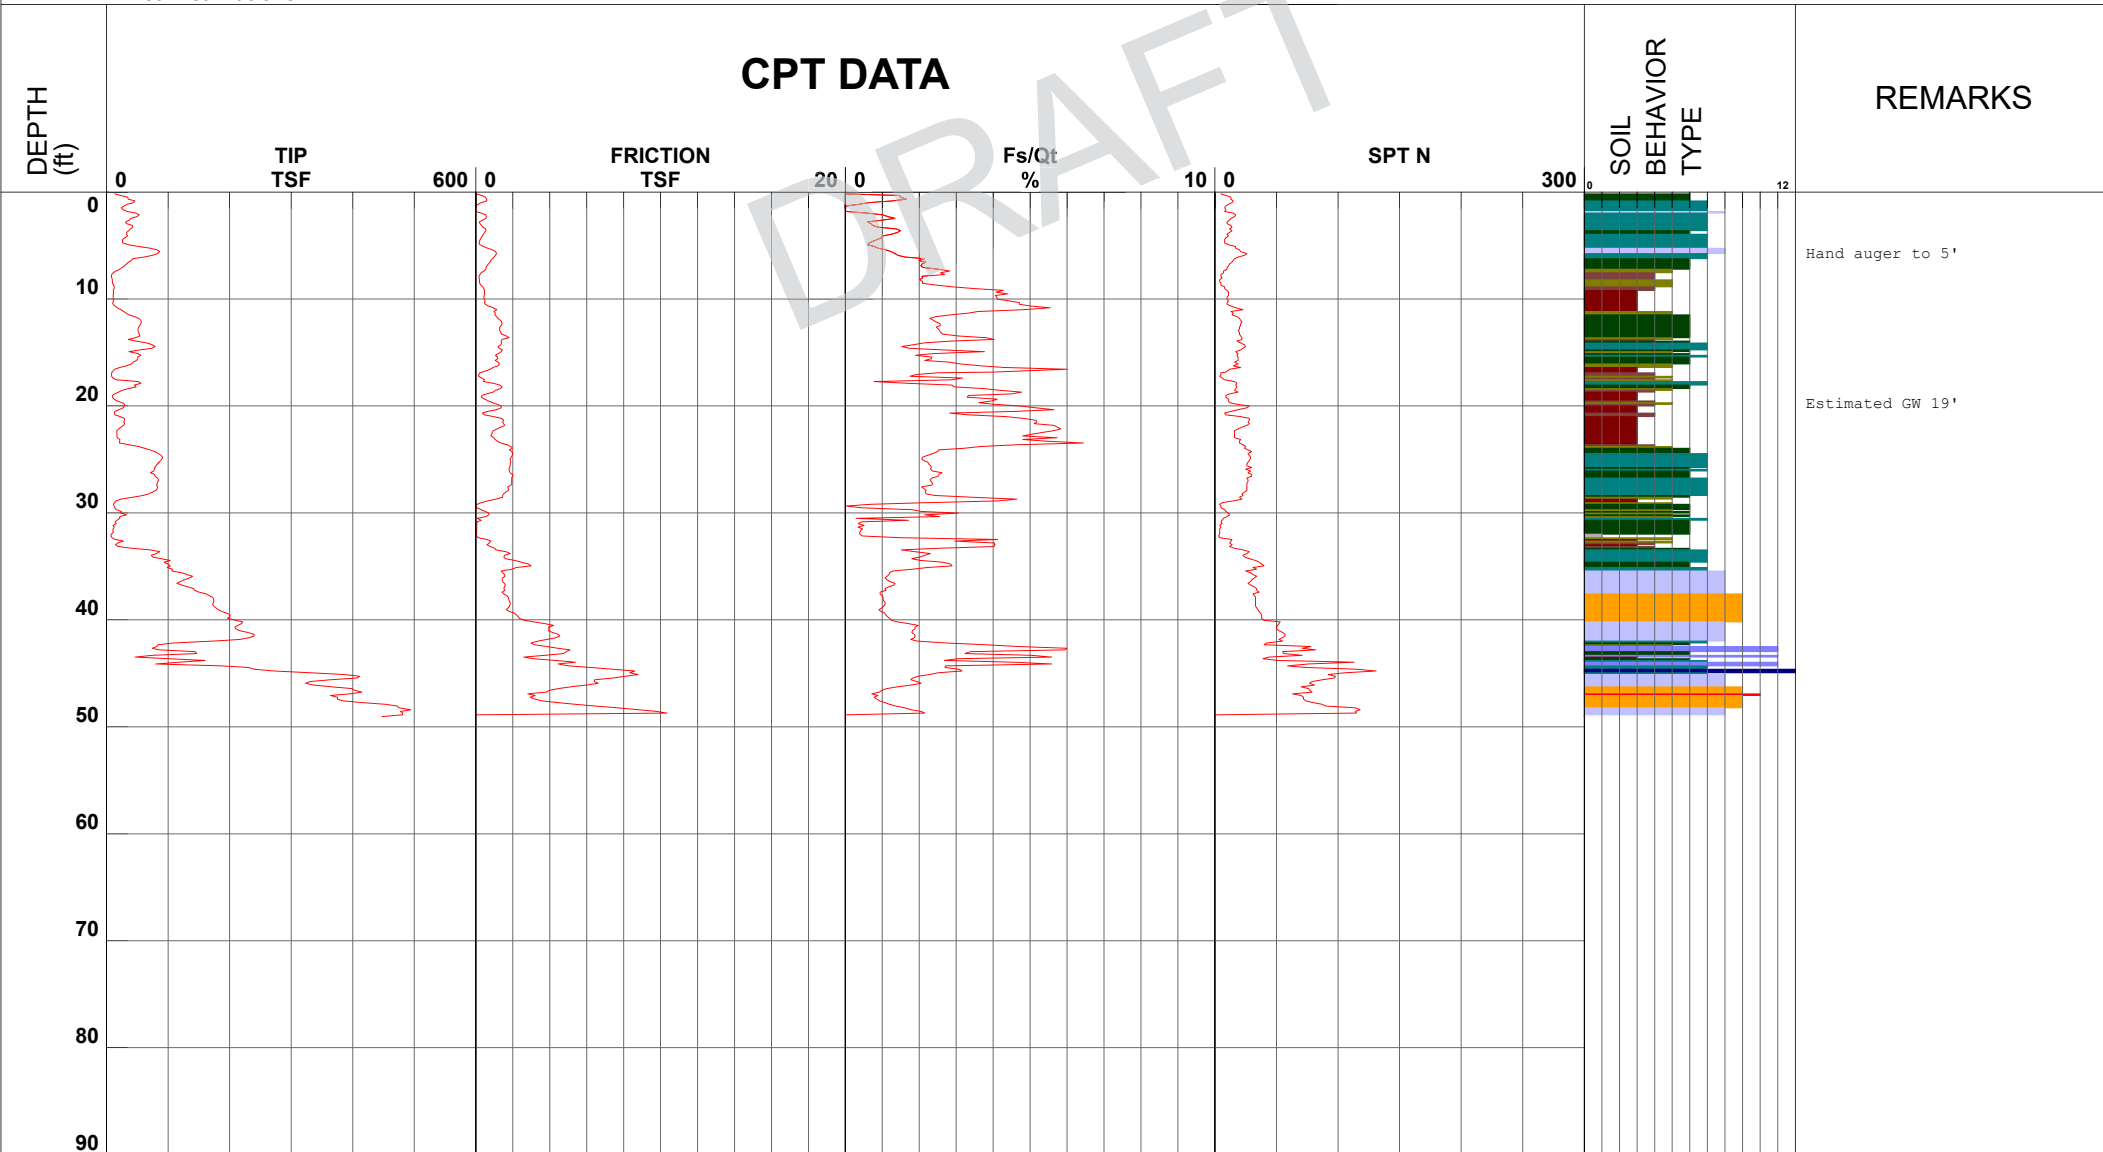 CPT DATA
DRAFT
DEPTH
(ft)
TIP
0 TSF 600
FRICTION
0 TSF 20
Fs/Qt
0 % 10
SPT N
0 300
SOIL
BEHAVIOR
TYPE
0 12
REMARKS
0
Hand auger to 5'
10
20
Estimated GW 19'
30
40
50
60
70
80
90